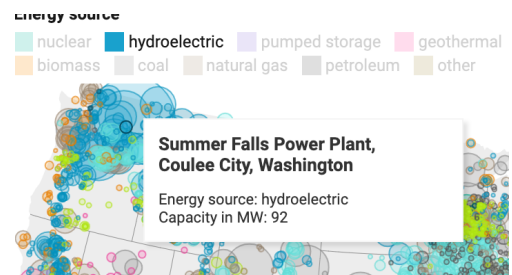 Energy source
nuclear hydroelectric pumped storage geothermal
biomass coal natural gas petroleum other
Summer Falls Power Plant,
Coulee City, Washington
Energy source: hydroelectric
Capacity in MW: 92